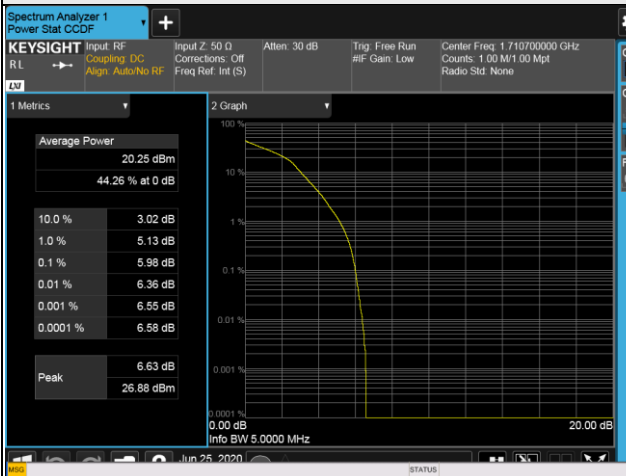 Spectrum Analyzer 1
Power Stat CCDF
KEYSIGHT
RL
LXI
Input: RF
Coupling: DC
Align: Auto/No RF
Input Z: 50 Ω
Corrections: Off
Freq Ref: Int (S)
Atten: 30 dB
Trig: Free Run
#IF Gain: Low
Center Freq: 1.710700000 GHz
Counts: 1.00 M/1.00 Mpt
Radio Std: None
1 Metrics
Average Power
20.25 dBm
44.26 % at 0 dB
10.0 % 3.02 dB
1.0 % 5.13 dB
0.1 % 5.98 dB
0.01 % 6.36 dB
0.001 % 6.55 dB
0.0001 % 6.58 dB
Peak
6.63 dB
26.88 dBm
2 Graph
100 %
10 %
1 %
0.1 %
0.01 %
0.001 %
0.0001 %
0.00 dB 20.00 dB
Info BW 5.0000 MHz
Jun 25, 2020
MSG STATUS